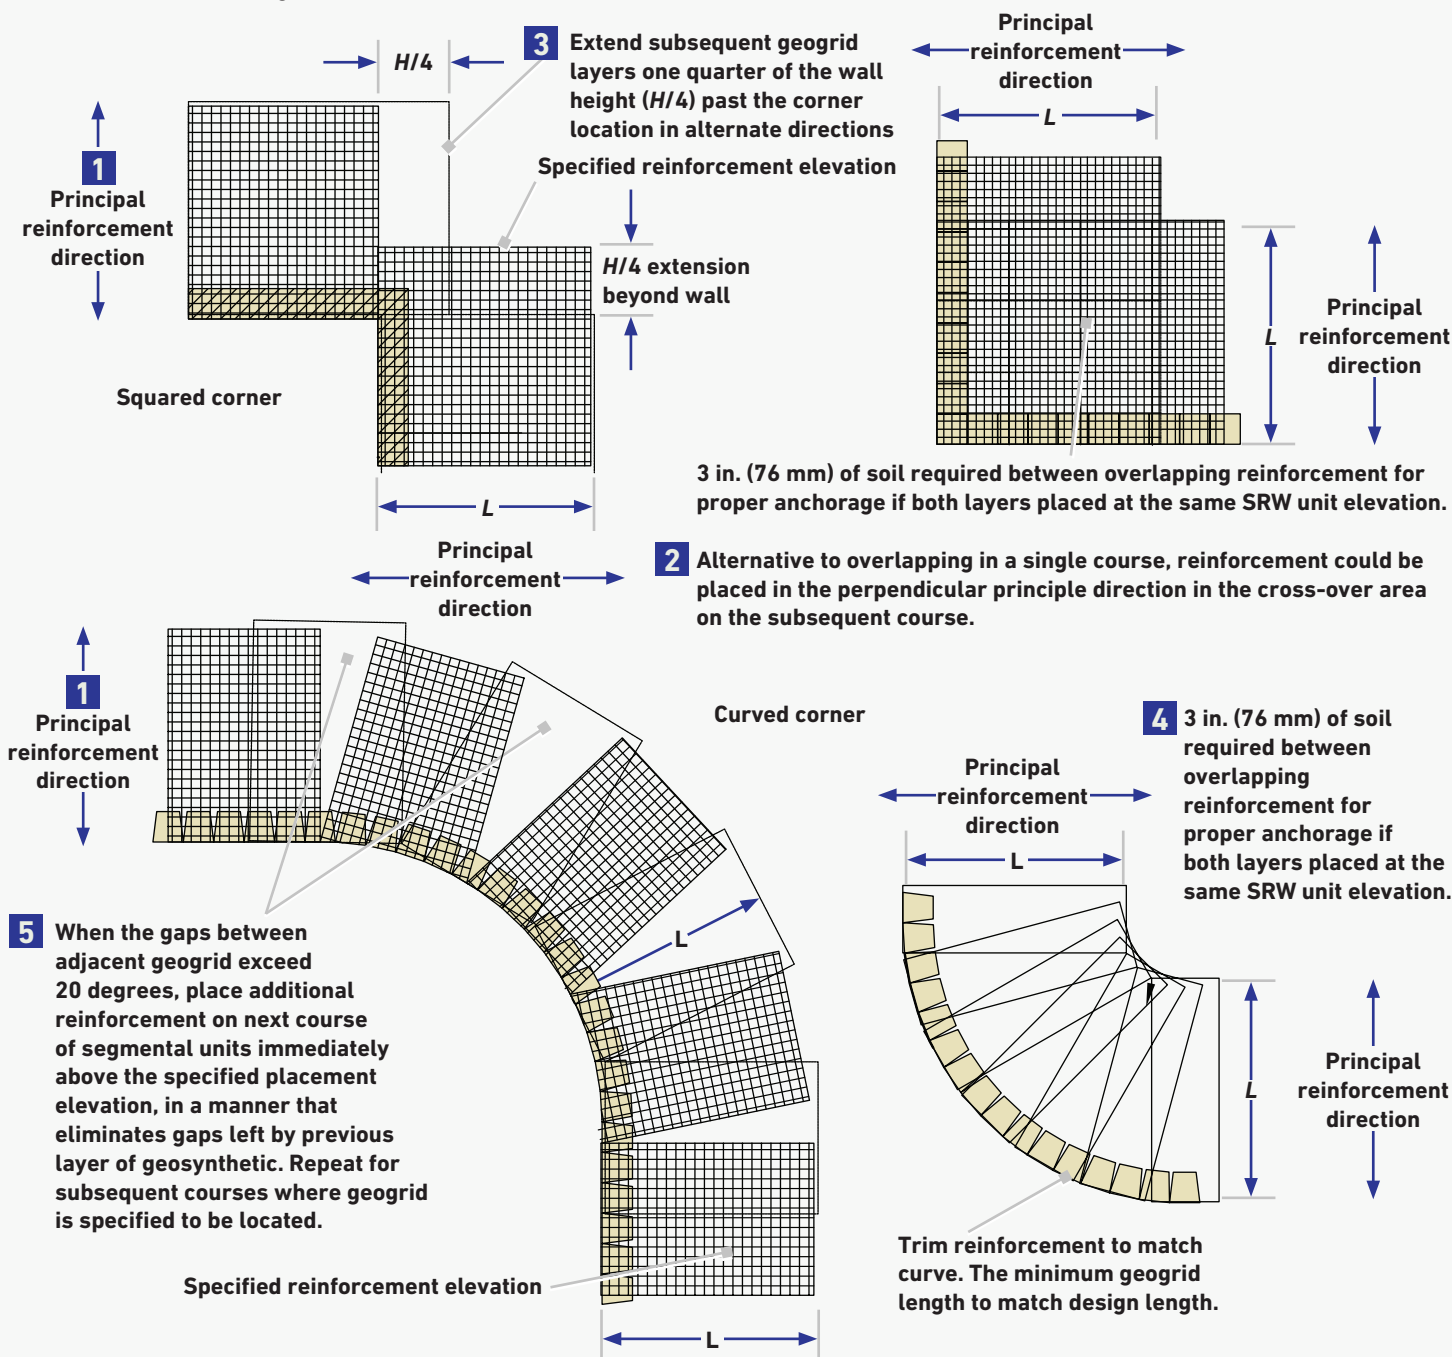 H/4
3 Extend subsequent geogrid
layers one quarter of the wall
height (H/4) past the corner
location in alternate directions
Specified reinforcement elevation
1
Principal
reinforcement
direction
H/4 extension
beyond wall
Squared corner
L
Principal
reinforcement
direction
Principal
reinforcement
direction
L
L
Principal
reinforcement
direction
3 in. (76 mm) of soil required between overlapping reinforcement for
proper anchorage if both layers placed at the same SRW unit elevation.
2 Alternative to overlapping in a single course, reinforcement could be
placed in the perpendicular principle direction in the cross-over area
on the subsequent course.
1
Principal
reinforcement
direction
Curved corner
L
5 When the gaps between
adjacent geogrid exceed
20 degrees, place additional
reinforcement on next course
of segmental units immediately
above the specified placement
elevation, in a manner that
eliminates gaps left by previous
layer of geosynthetic. Repeat for
subsequent courses where geogrid
is specified to be located.
Specified reinforcement elevation
L
4 3 in. (76 mm) of soil
required between
overlapping
reinforcement for
proper anchorage if
both layers placed at the
same SRW unit elevation.
Principal
reinforcement
direction
L
L
Principal
reinforcement
direction
Trim reinforcement to match
curve. The minimum geogrid
length to match design length.